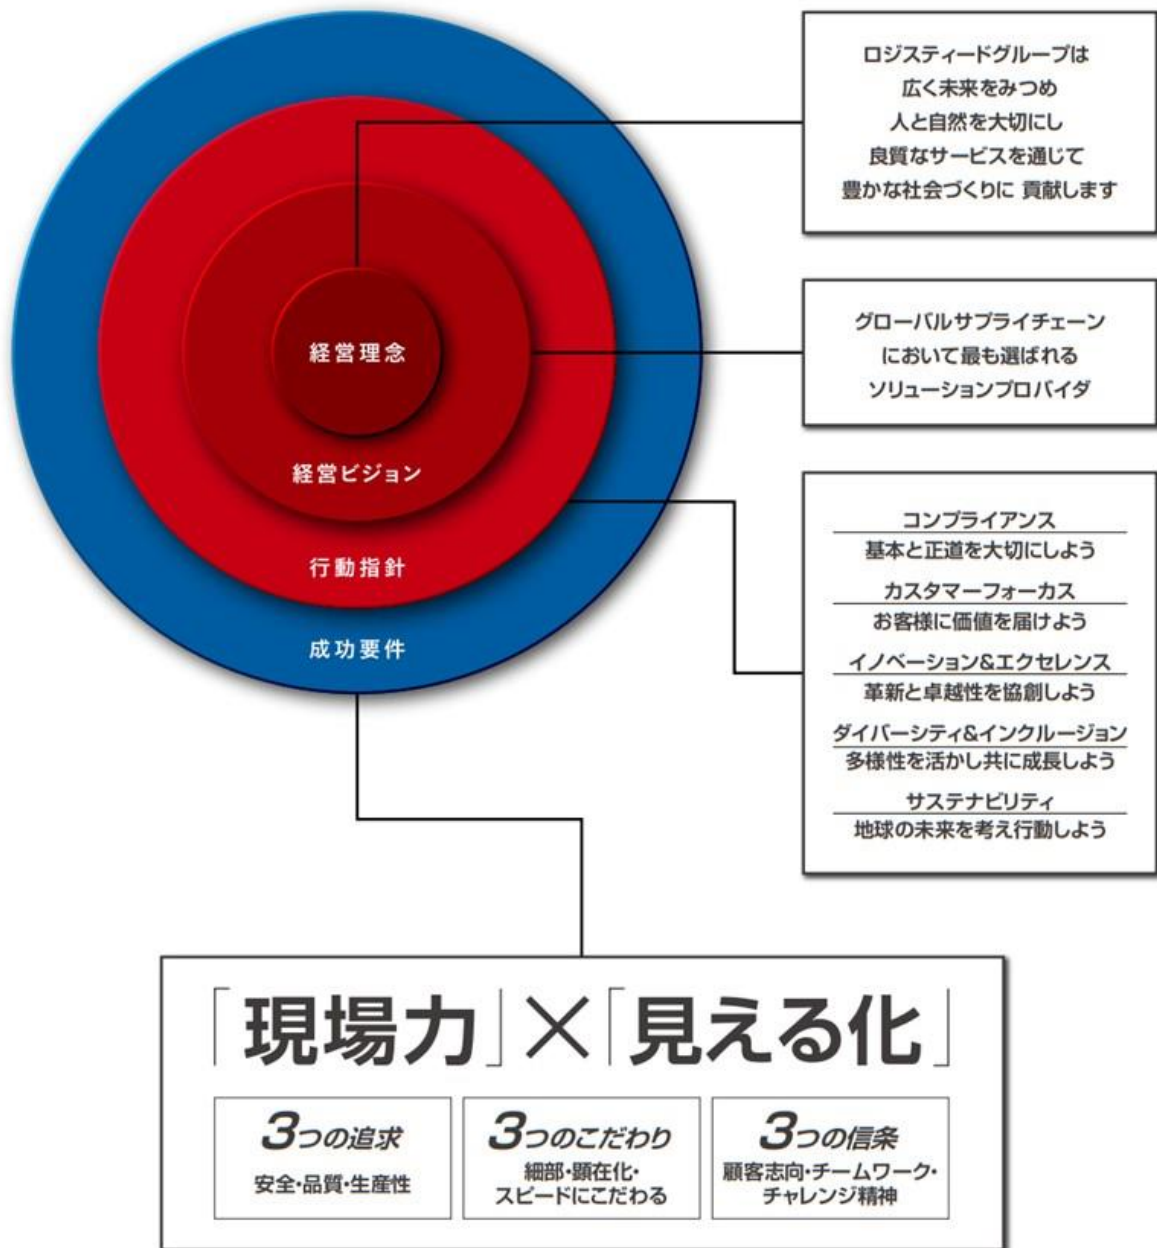 経営理念
経営ビジョン
行動指針
成功要件
ロジスティードグループは
広く未来をみつめ
人と自然を大切にし
良質なサービスを通じて
豊かな社会づくりに 貢献します
グローバルサプライチェーン
において最も選ばれる
ソリューションプロバイダ
コンプライアンス
基本と正道を大切にしよう
カスタマーフォーカス
お客様に価値を届けよう
イノベーション&エクセレンス
革新と卓越性を協創しよう
ダイバーシティ&インクルージョン
多様性を活かし共に成長しよう
サステナビリティ
地球の未来を考え行動しよう
「現場力」×「見える化」
3つの追求
安全・品質・生産性
3つのこだわり
細部・顕在化・
スピードにこだわる
3つの信条
顧客志向・チームワーク・
チャレンジ精神